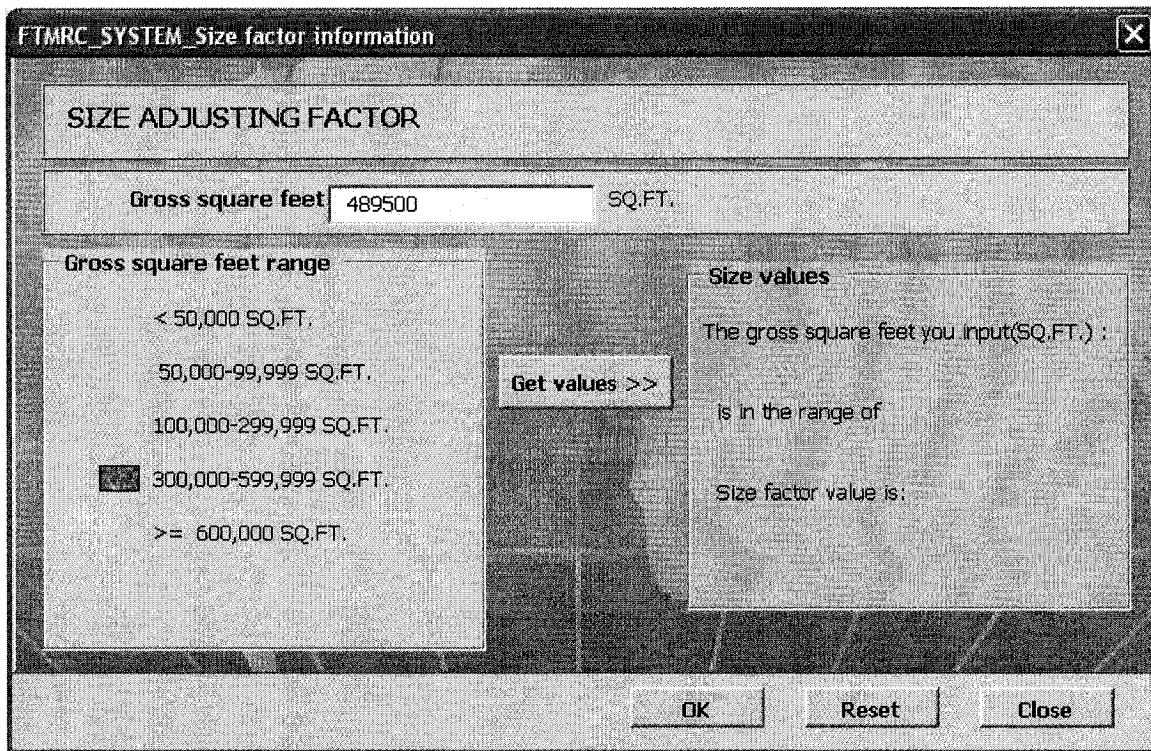 FTMRC_SYSTEM_Size factor information
SIZE ADJUSTING FACTOR
Gross square feet 489500 SQ.FT.
Gross square feet range
< 50,000 SQ.FT.
50,000-99,999 SQ.FT.
100,000-299,999 SQ.FT.
300,000-599,999 SQ.FT.
>= 600,000 SQ.FT.
Get values >>
Size values
The gross square feet you input(SQ.FT.) :
is in the range of
Size factor value is:
OK Reset Close